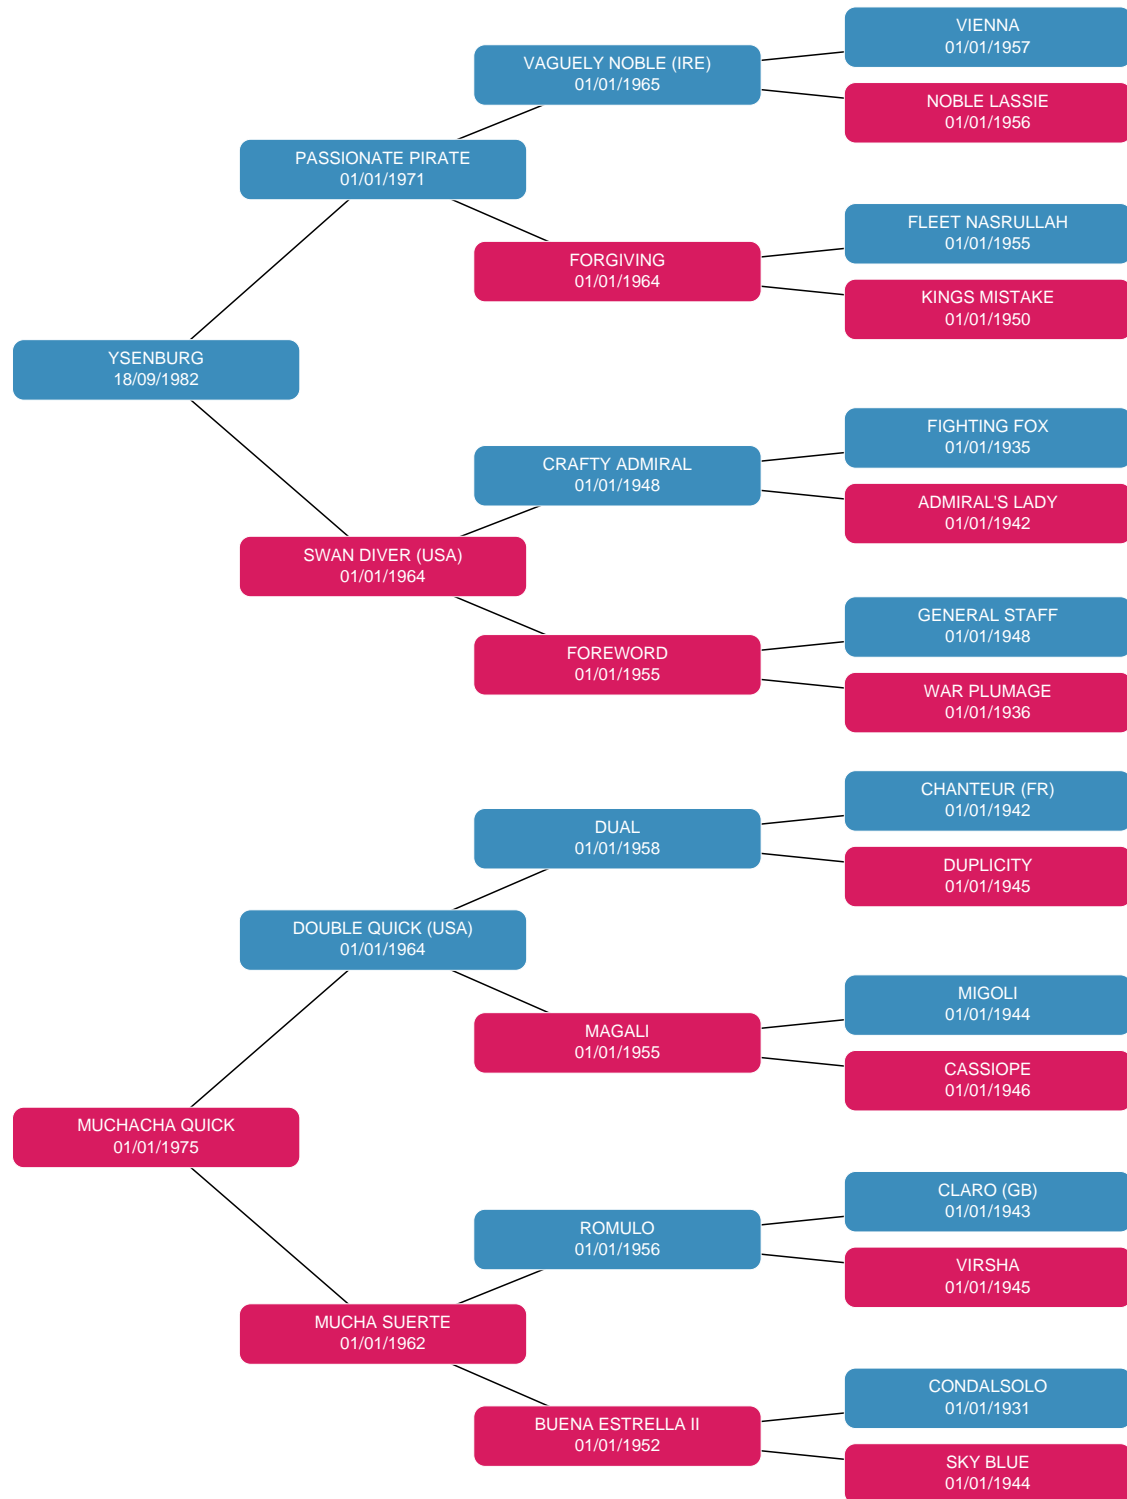 VIENNA
01/01/1957
VAGUELY NOBLE (IRE)
01/01/1965
NOBLE LASSIE
01/01/1956
PASSIONATE PIRATE
01/01/1971
FLEET NASRULLAH
01/01/1955
FORGIVING
01/01/1964
KINGS MISTAKE
01/01/1950
YSENBURG
18/09/1982
FIGHTING FOX
01/01/1935
CRAFTY ADMIRAL
01/01/1948
ADMIRAL'S LADY
01/01/1942
SWAN DIVER (USA)
01/01/1964
GENERAL STAFF
01/01/1948
FOREWORD
01/01/1955
WAR PLUMAGE
01/01/1936
CHANTEUR (FR)
01/01/1942
DUAL
01/01/1958
DUPLICITY
01/01/1945
DOUBLE QUICK (USA)
01/01/1964
MIGOLI
01/01/1944
MAGALI
01/01/1955
CASSIOPE
01/01/1946
MUCHACHA QUICK
01/01/1975
CLARO (GB)
01/01/1943
ROMULO
01/01/1956
VIRSHA
01/01/1945
MUCHA SUERTE
01/01/1962
CONDALSOLO
01/01/1931
BUENA ESTRELLA II
01/01/1952
SKY BLUE
01/01/1944